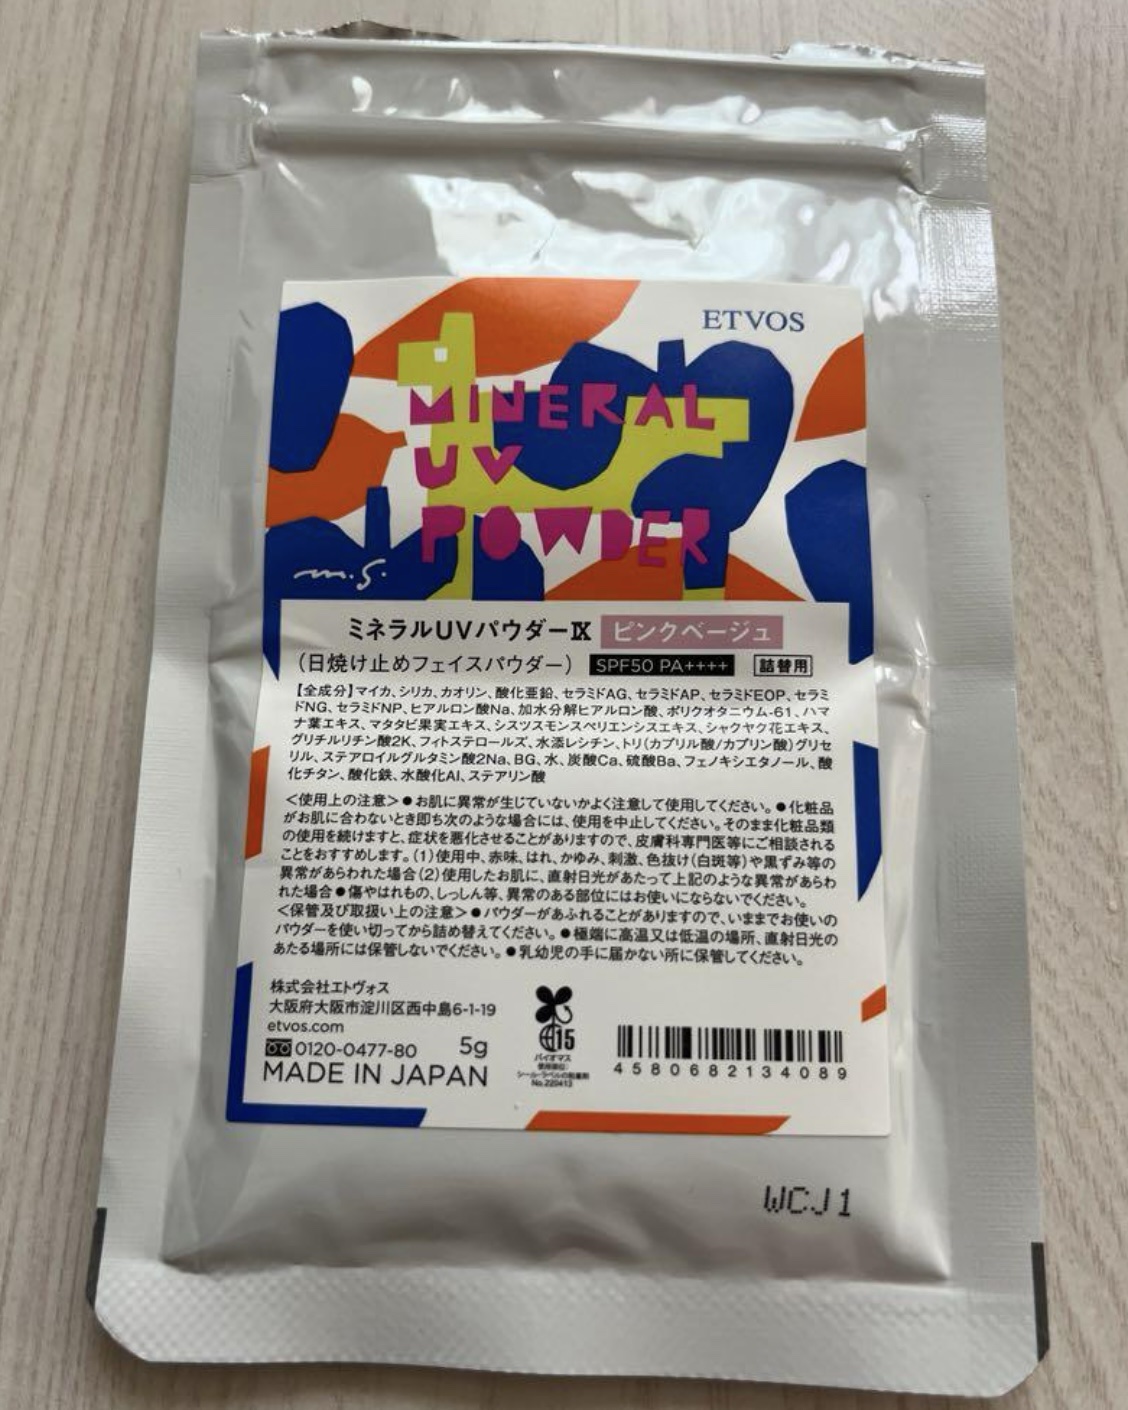 ETVOS
MINERAL
UV
POWDER
m.s.
ミネラルUVパウダーⅨ ピンクベージュ
（日焼け止めフェイスパウダー） SPF50 PA++++ 詰替用
【全成分】マイカ、シリカ、カオリン、酸化亜鉛、セラミドAG、セラミドAP、セラミドEOP、セラミ
ドNG、セラミドNP、ヒアルロン酸Na、加水分解ヒアルロン酸、ポリクオタニウム-61、ハマ
ナ葉エキス、マタタビ果実エキス、シスツスモンスペリエンシスエキス、シャクヤク花エキス、
グリチルリチン酸2K、フィトステロールズ、水添レシチン、トリ(カプリル酸/カプリン酸)グリセ
リル、ステアロイルグルタミン酸2Na、BG、水、炭酸Ca、硫酸Ba、フェノキシエタノール、酸
化チタン、酸化鉄、水酸化Al、ステアリン酸
＜使用上の注意＞●お肌に異常が生じていないかよく注意して使用してください。●化粧品
がお肌に合わないとき即ち次のような場合には、使用を中止してください。そのまま化粧品類
の使用を続けますと、症状を悪化させることがありますので、皮膚科専門医等にご相談される
ことをおすすめします。(1)使用中、赤味、はれ、かゆみ、刺激、色抜け(白斑等)や黒ずみ等の
異常があらわれた場合(2)使用したお肌に、直射日光があたって上記のような異常があらわ
れた場合●傷やはれもの、しっしん等、異常のある部位にはお使いにならないでください。
＜保管及び取扱い上の注意＞●パウダーがあふれることがありますので、いままでお使いの
パウダーを使い切ってから詰め替えてください。●極端に高温又は低温の場所、直射日光の
あたる場所には保管しないでください。●乳幼児の手に届かない所に保管してください。
株式会社エトヴォス
大阪府大阪市淀川区西中島6-1-19
etvos.com
0120-0477-80 5g
MADE IN JAPAN
15
バイオマス
使用部位:
シール・ラベルの粘着剤
No.220413
4580682134089
WCJ1